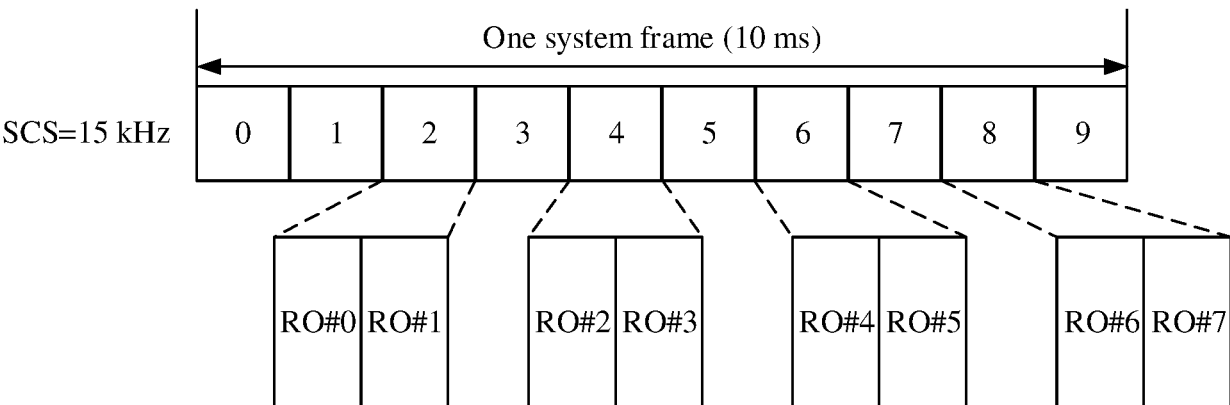 One system frame (10 ms)
SCS=15 kHz 0 1 2 3 4 5 6 7 8 9
RO#0 RO#1 RO#2 RO#3 RO#4 RO#5 RO#6 RO#7